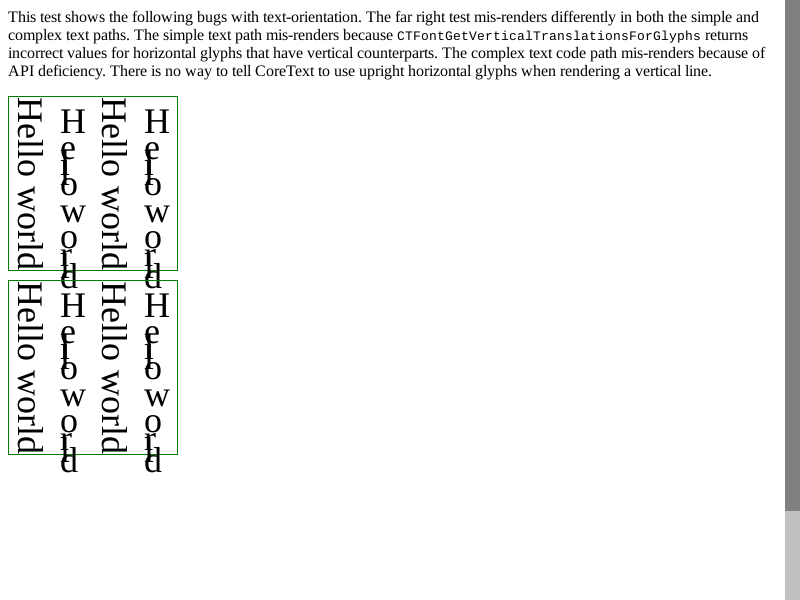 This test shows the following bugs with text-orientation. The far right test mis-renders differently in both the simple and
complex text paths. The simple text path mis-renders because CTFontGetVerticalTranslationsForGlyphs returns
incorrect values for horizontal glyphs that have vertical counterparts. The complex text code path mis-renders because of
API deficiency. There is no way to tell CoreText to use upright horizontal glyphs when rendering a vertical line.
Hello world
Hello world
Hello world
Hello world
Hello world
Hello world
Hello world
Hello world